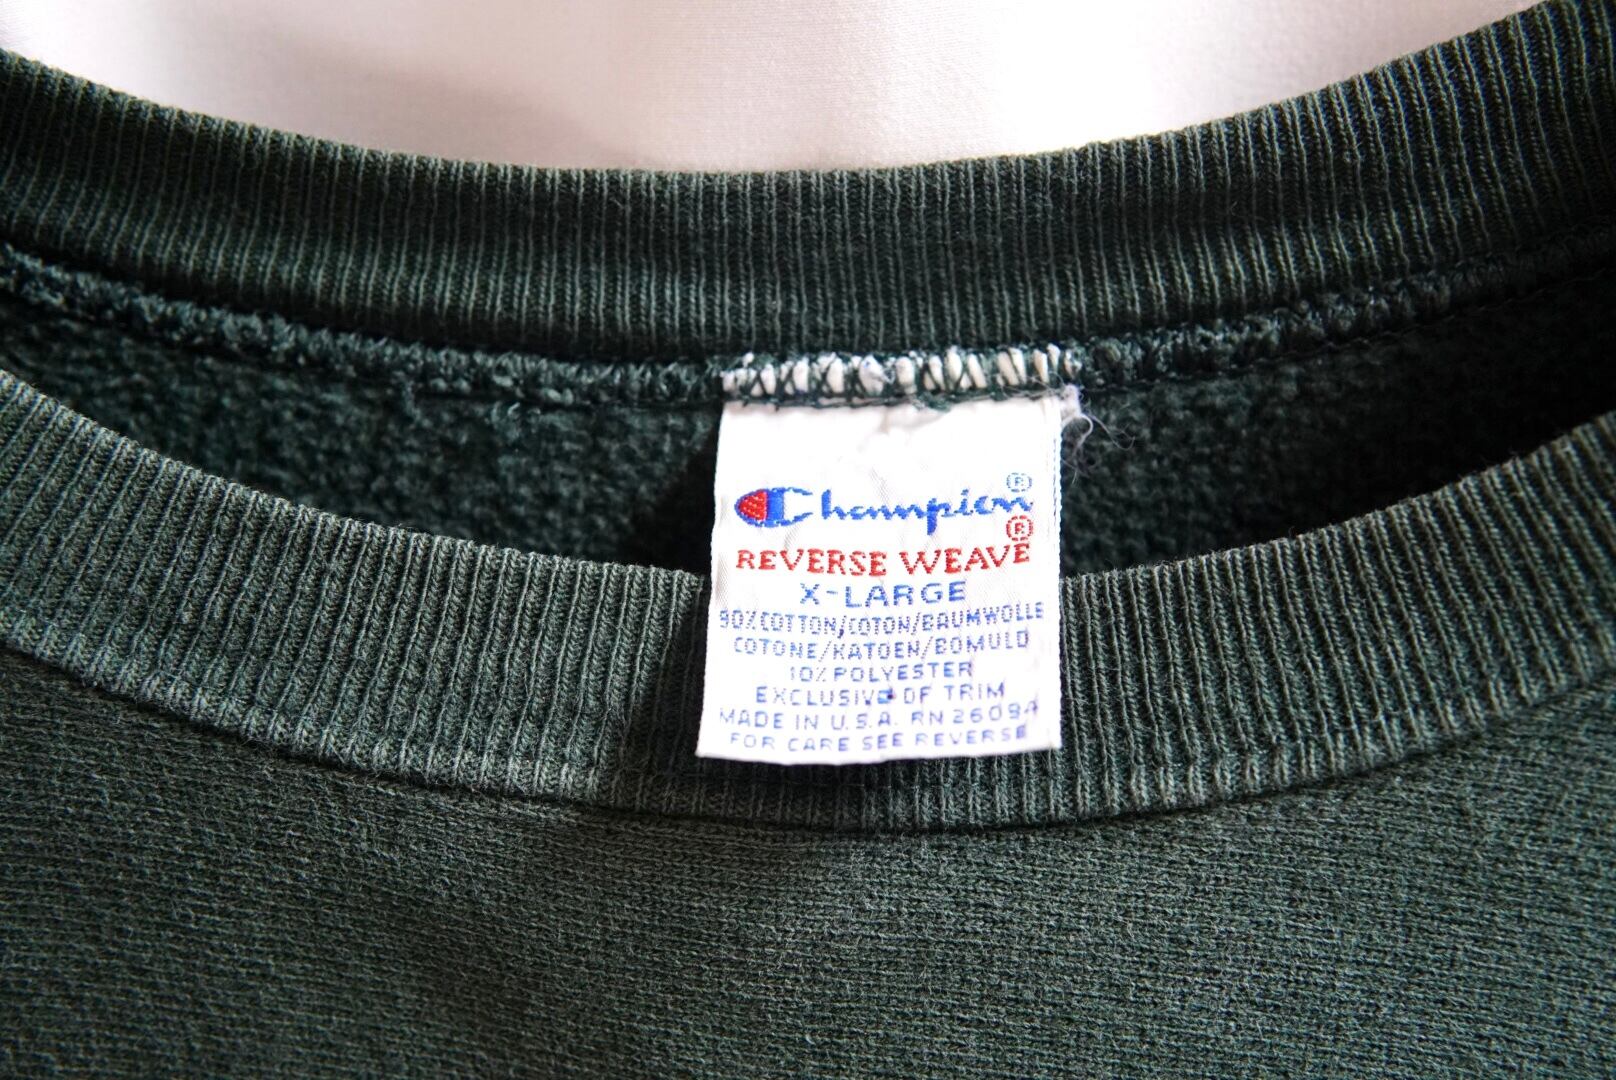 Champion®
REVERSE WEAVE®
X-LARGE
90% COTTON/COTON/BAUMWOLLE
COTONE/KATOEN/BOMULD
10% POLYESTER
EXCLUSIVE OF TRIM
MADE IN U.S.A. RN 26094
FOR CARE SEE REVERSE